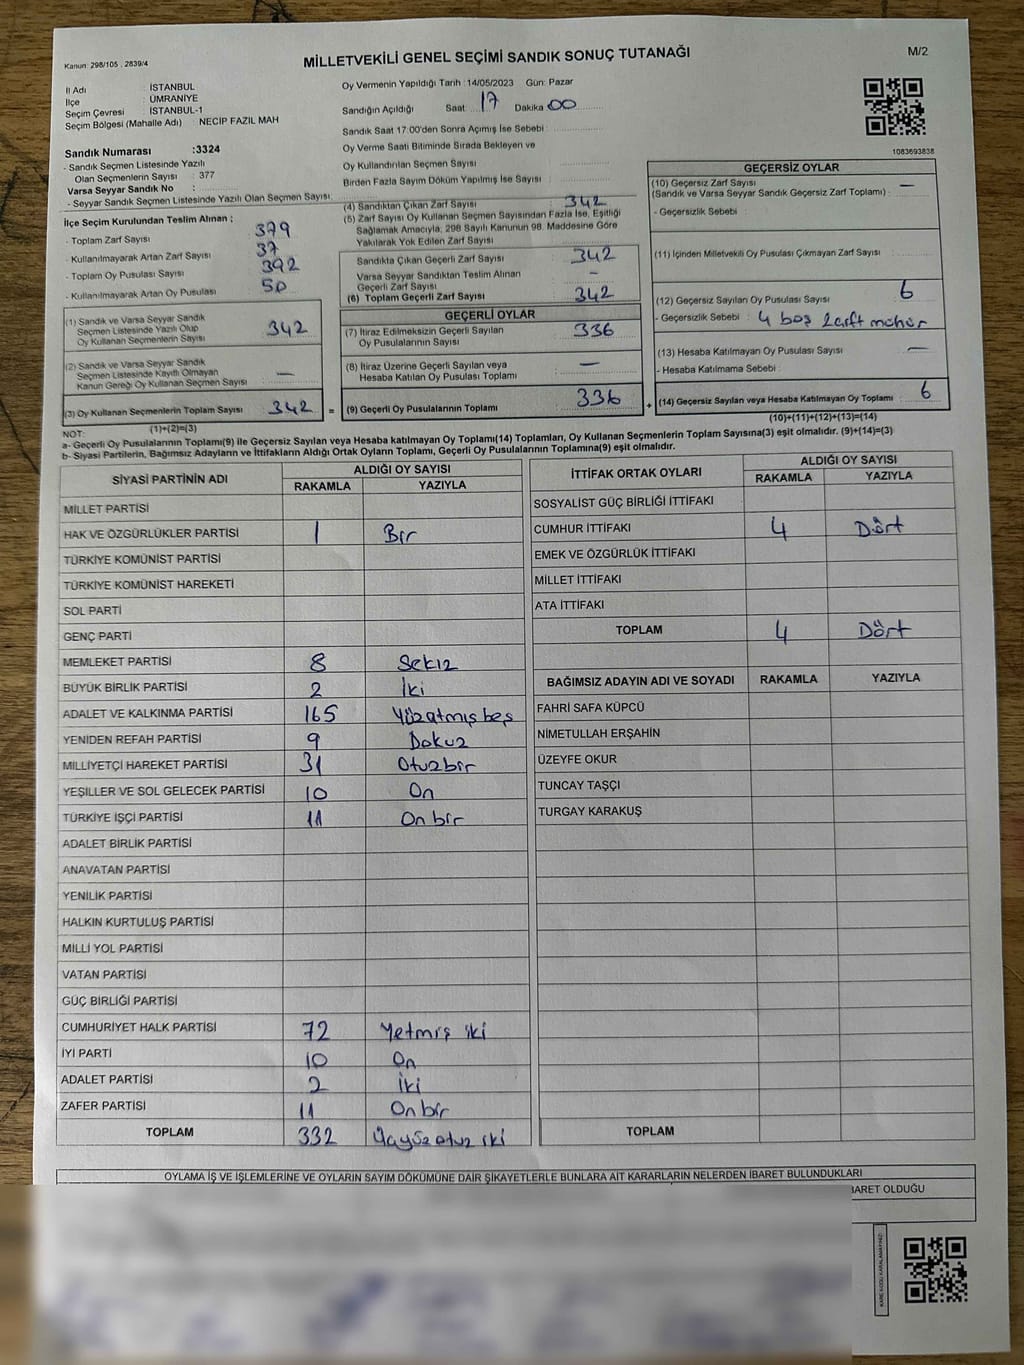 Kanun: 298/105 , 2839/4
MİLLETVEKİLİ GENEL SEÇİMİ SANDIK SONUÇ TUTANAĞI
M/2
İl Adı : İSTANBUL
İlçe : ÜMRANİYE
Seçim Çevresi : İSTANBUL-1
Seçim Bölgesi (Mahalle Adı) : NECİP FAZIL MAH
Sandık Numarası :3324
- Sandık Seçmen Listesinde Yazılı
Olan Seçmenlerin Sayısı : 377
Varsa Seyyar Sandık No :
- Seyyar Sandık Seçmen Listesinde Yazılı Olan Seçmen Sayısı:
İlçe Seçim Kurulundan Teslim Alınan ;
- Toplam Zarf Sayısı 379
- Kullanılmayarak Artan Zarf Sayısı 37
- Toplam Oy Pusulası Sayısı 392
- Kullanılmayarak Artan Oy Pusulası 50
(1) Sandık ve Varsa Seyyar Sandık
Seçmen Listesinde Yazılı Olup
Oy Kullanan Seçmenlerin Sayısı : 342
(2) Sandık ve Varsa Seyyar Sandık
Seçmen Listesinde Kayıtlı Olmayan
Kanun Gereği Oy Kullanan Seçmen Sayısı : —
(3) Oy Kullanan Seçmenlerin Toplam Sayısı : 342
(1)+(2)=(3)
Oy Vermenin Yapıldığı Tarih :14/05/2023 Gün: Pazar
Sandığın Açıldığı Saat 17 Dakika 00
Sandık Saat 17:00'den Sonra Açımış İse Sebebi :
Oy Verme Saati Bitiminde Sırada Bekleyen ve
Oy Kullandırılan Seçmen Sayısı
Birden Fazla Sayım Döküm Yapılmış İse Sayısı :
(4) Sandıktan Çıkan Zarf Sayısı : 342
(5) Zarf Sayısı Oy Kullanan Seçmen Sayısından Fazla İse, Eşitliği
Sağlamak Amacıyla, 298 Sayılı Kanunun 98. Maddesine Göre
Yakılarak Yok Edilen Zarf Sayısı
Sandıkta Çıkan Geçerli Zarf Sayısı : 342
Varsa Seyyar Sandıktan Teslim Alınan
Geçerli Zarf Sayısı : -
(6) Toplam Geçerli Zarf Sayısı : 342
GEÇERLİ OYLAR
(7) İtiraz Edilmeksizin Geçerli Sayılan
Oy Pusulalarının Sayısı : 336
(8) İtiraz Üzerine Geçerli Sayılan veya
Hesaba Katılan Oy Pusulası Toplamı : —
= (9) Geçerli Oy Pusulalarının Toplamı : 336
1083693838
GEÇERSİZ OYLAR
(10) Geçersiz Zarf Sayısı —
(Sandık ve Varsa Seyyar Sandık Geçersiz Zarf Toplamı) :
- Geçersizlik Sebebi :
(11) İçinden Milletvekili Oy Pusulası Çıkmayan Zarf Sayısı :
(12) Geçersiz Sayılan Oy Pusulası Sayısı : 6
- Geçersizlik Sebebi : 4 boş 2 çift mühür
(13) Hesaba Katılmayan Oy Pusulası Sayısı : —
- Hesaba Katılmama Sebebi :
+ (14) Geçersiz Sayılan veya Hesaba Katılmayan Oy Toplamı : 6
(10)+(11)+(12)+(13)=(14)
NOT:
a- Geçerli Oy Pusulalarının Toplamı(9) ile Geçersiz Sayılan veya Hesaba katılmayan Oy Toplamı(14) Toplamları, Oy Kullanan Seçmenlerin Toplam Sayısına(3) eşit olmalıdır. (9)+(14)=(3)
b- Siyasi Partilerin, Bağımsız Adayların ve İttifakların Aldığı Ortak Oyların Toplamı, Geçerli Oy Pusulalarının Toplamına(9) eşit olmalıdır.
SİYASİ PARTİNİN ADI ALDIĞI OY SAYISI
RAKAMLA YAZIYLA
MİLLET PARTİSİ
HAK VE ÖZGÜRLÜKLER PARTİSİ 1 Bir
TÜRKİYE KOMÜNİST PARTİSİ
TÜRKİYE KOMÜNİST HAREKETİ
SOL PARTİ
GENÇ PARTİ
MEMLEKET PARTİSİ 8 Sekız
BÜYÜK BİRLİK PARTİSİ 2 İki
ADALET VE KALKINMA PARTİSİ 165 Yüzatmışbeş
YENİDEN REFAH PARTİSİ 9 Dokuz
MİLLİYETÇİ HAREKET PARTİSİ 31 Otuzbir
YEŞİLLER VE SOL GELECEK PARTİSİ 10 On
TÜRKİYE İŞÇİ PARTİSİ 11 Onbir
ADALET BİRLİK PARTİSİ
ANAVATAN PARTİSİ
YENİLİK PARTİSİ
HALKIN KURTULUŞ PARTİSİ
MİLLİ YOL PARTİSİ
VATAN PARTİSİ
GÜÇ BİRLİĞİ PARTİSİ
CUMHURİYET HALK PARTİSİ 72 Yetmiş iki
İYİ PARTİ 10 On
ADALET PARTİSİ 2 İki
ZAFER PARTİSİ 11 Onbir
TOPLAM 332 Üçyüzotuz iki
İTTİFAK ORTAK OYLARI ALDIĞI OY SAYISI
RAKAMLA YAZIYLA
SOSYALİST GÜÇ BİRLİĞİ İTTİFAKI
CUMHUR İTTİFAKI 4 Dört
EMEK VE ÖZGÜRLÜK İTTİFAKI
MİLLET İTTİFAKI
ATA İTTİFAKI
TOPLAM 4 Dört
BAĞIMSIZ ADAYIN ADI VE SOYADI RAKAMLA YAZIYLA
FAHRİ SAFA KÜPCÜ
NİMETULLAH ERŞAHİN
ÜZEYFE OKUR
TUNCAY TAŞÇI
TURGAY KARAKUŞ
TOPLAM
OYLAMA İŞ VE İŞLEMLERİNE VE OYLARIN SAYIM DÖKÜMÜNE DAİR ŞİKAYETLERLE BUNLARA AİT KARARLARIN NELERDEN İBARET BULUNDUKLARI
BARET OLDUĞU
KARE KODU KARALAMAYINIZ!